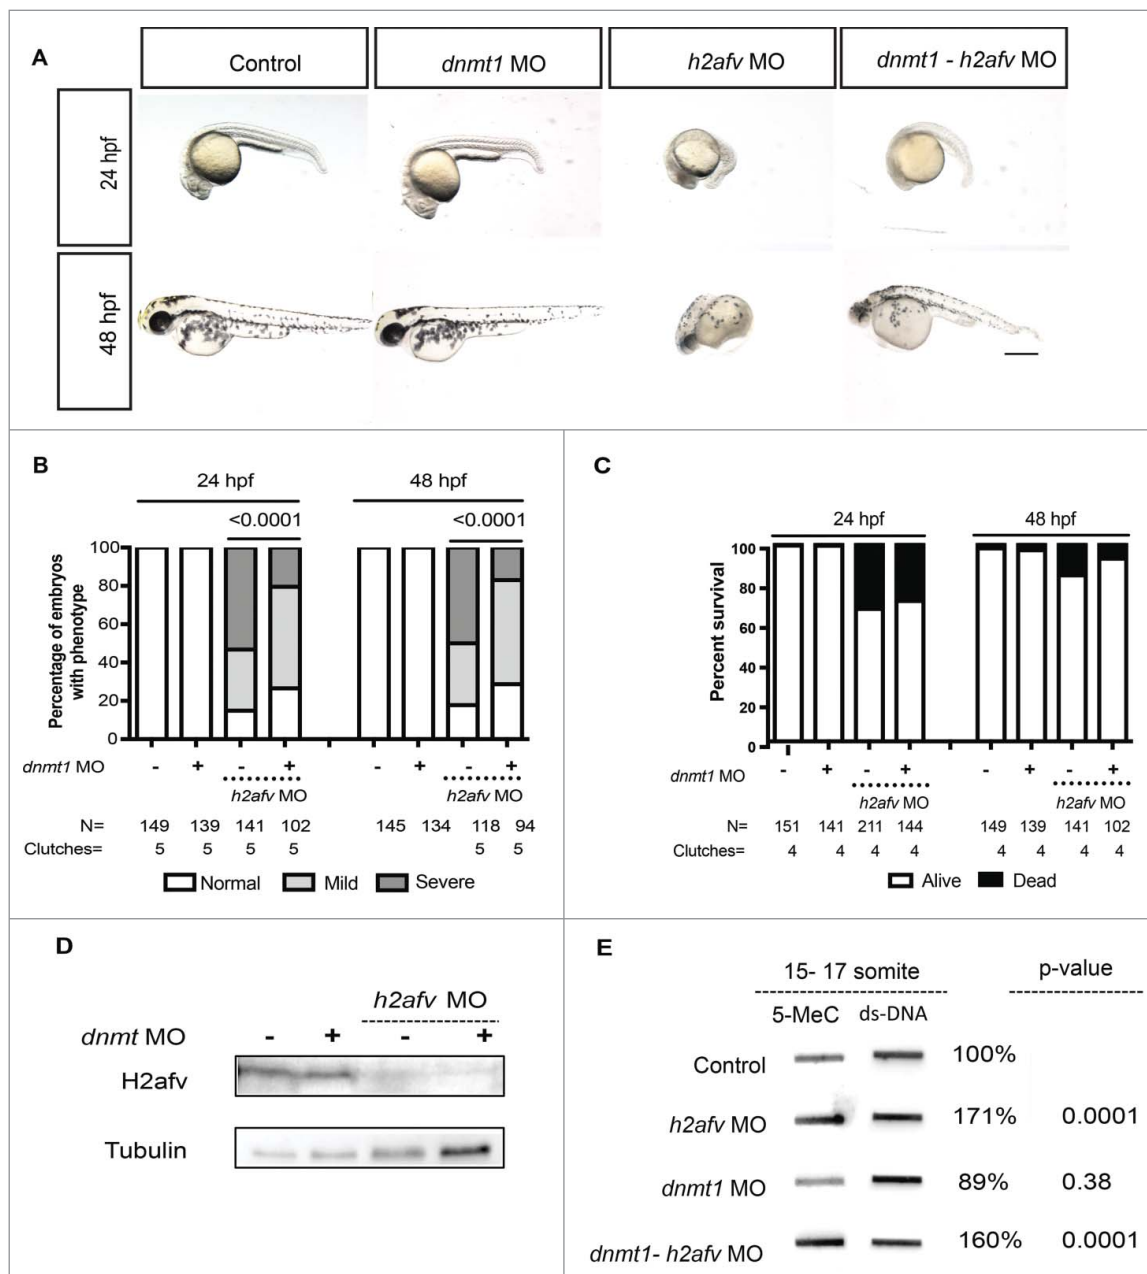 A
Control
dnmt1 MO
h2afv MO
dnmt1 - h2afv MO
24 hpf
48 hpf
B
24 hpf
48 hpf
<0.0001
<0.0001
Percentage of embryos
with phenotype
100
80
60
40
20
0
dnmt1 MO - + - + - + - +
h2afv MO h2afv MO
N= 149 139 141 102 145 134 118 94
Clutches= 5 5 5 5 5 5
Normal Mild Severe
C
24 hpf
48 hpf
Percent survival
100
80
60
40
20
0
dnmt1 MO - + - + - + - +
h2afv MO h2afv MO
N= 151 141 211 144 149 139 141 102
Clutches= 4 4 4 4 4 4 4 4
Alive Dead
D
h2afv MO
dnmt MO - + - +
H2afv
Tubulin
E
15- 17 somite p-value
5-MeC ds-DNA
Control 100%
h2afv MO 171% 0.0001
dnmt1 MO 89% 0.38
dnmt1- h2afv MO 160% 0.0001